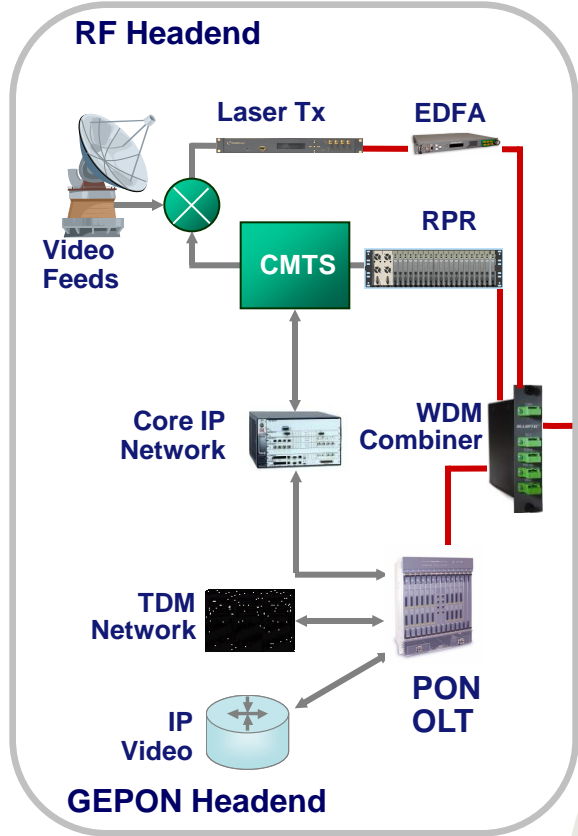 RF Headend
Laser Tx
EDFA
Video
Feeds
CMTS
RPR
Core IP
Network
WDM
Combiner
TDM
Network
PON
OLT
IP
Video
GEPON Headend